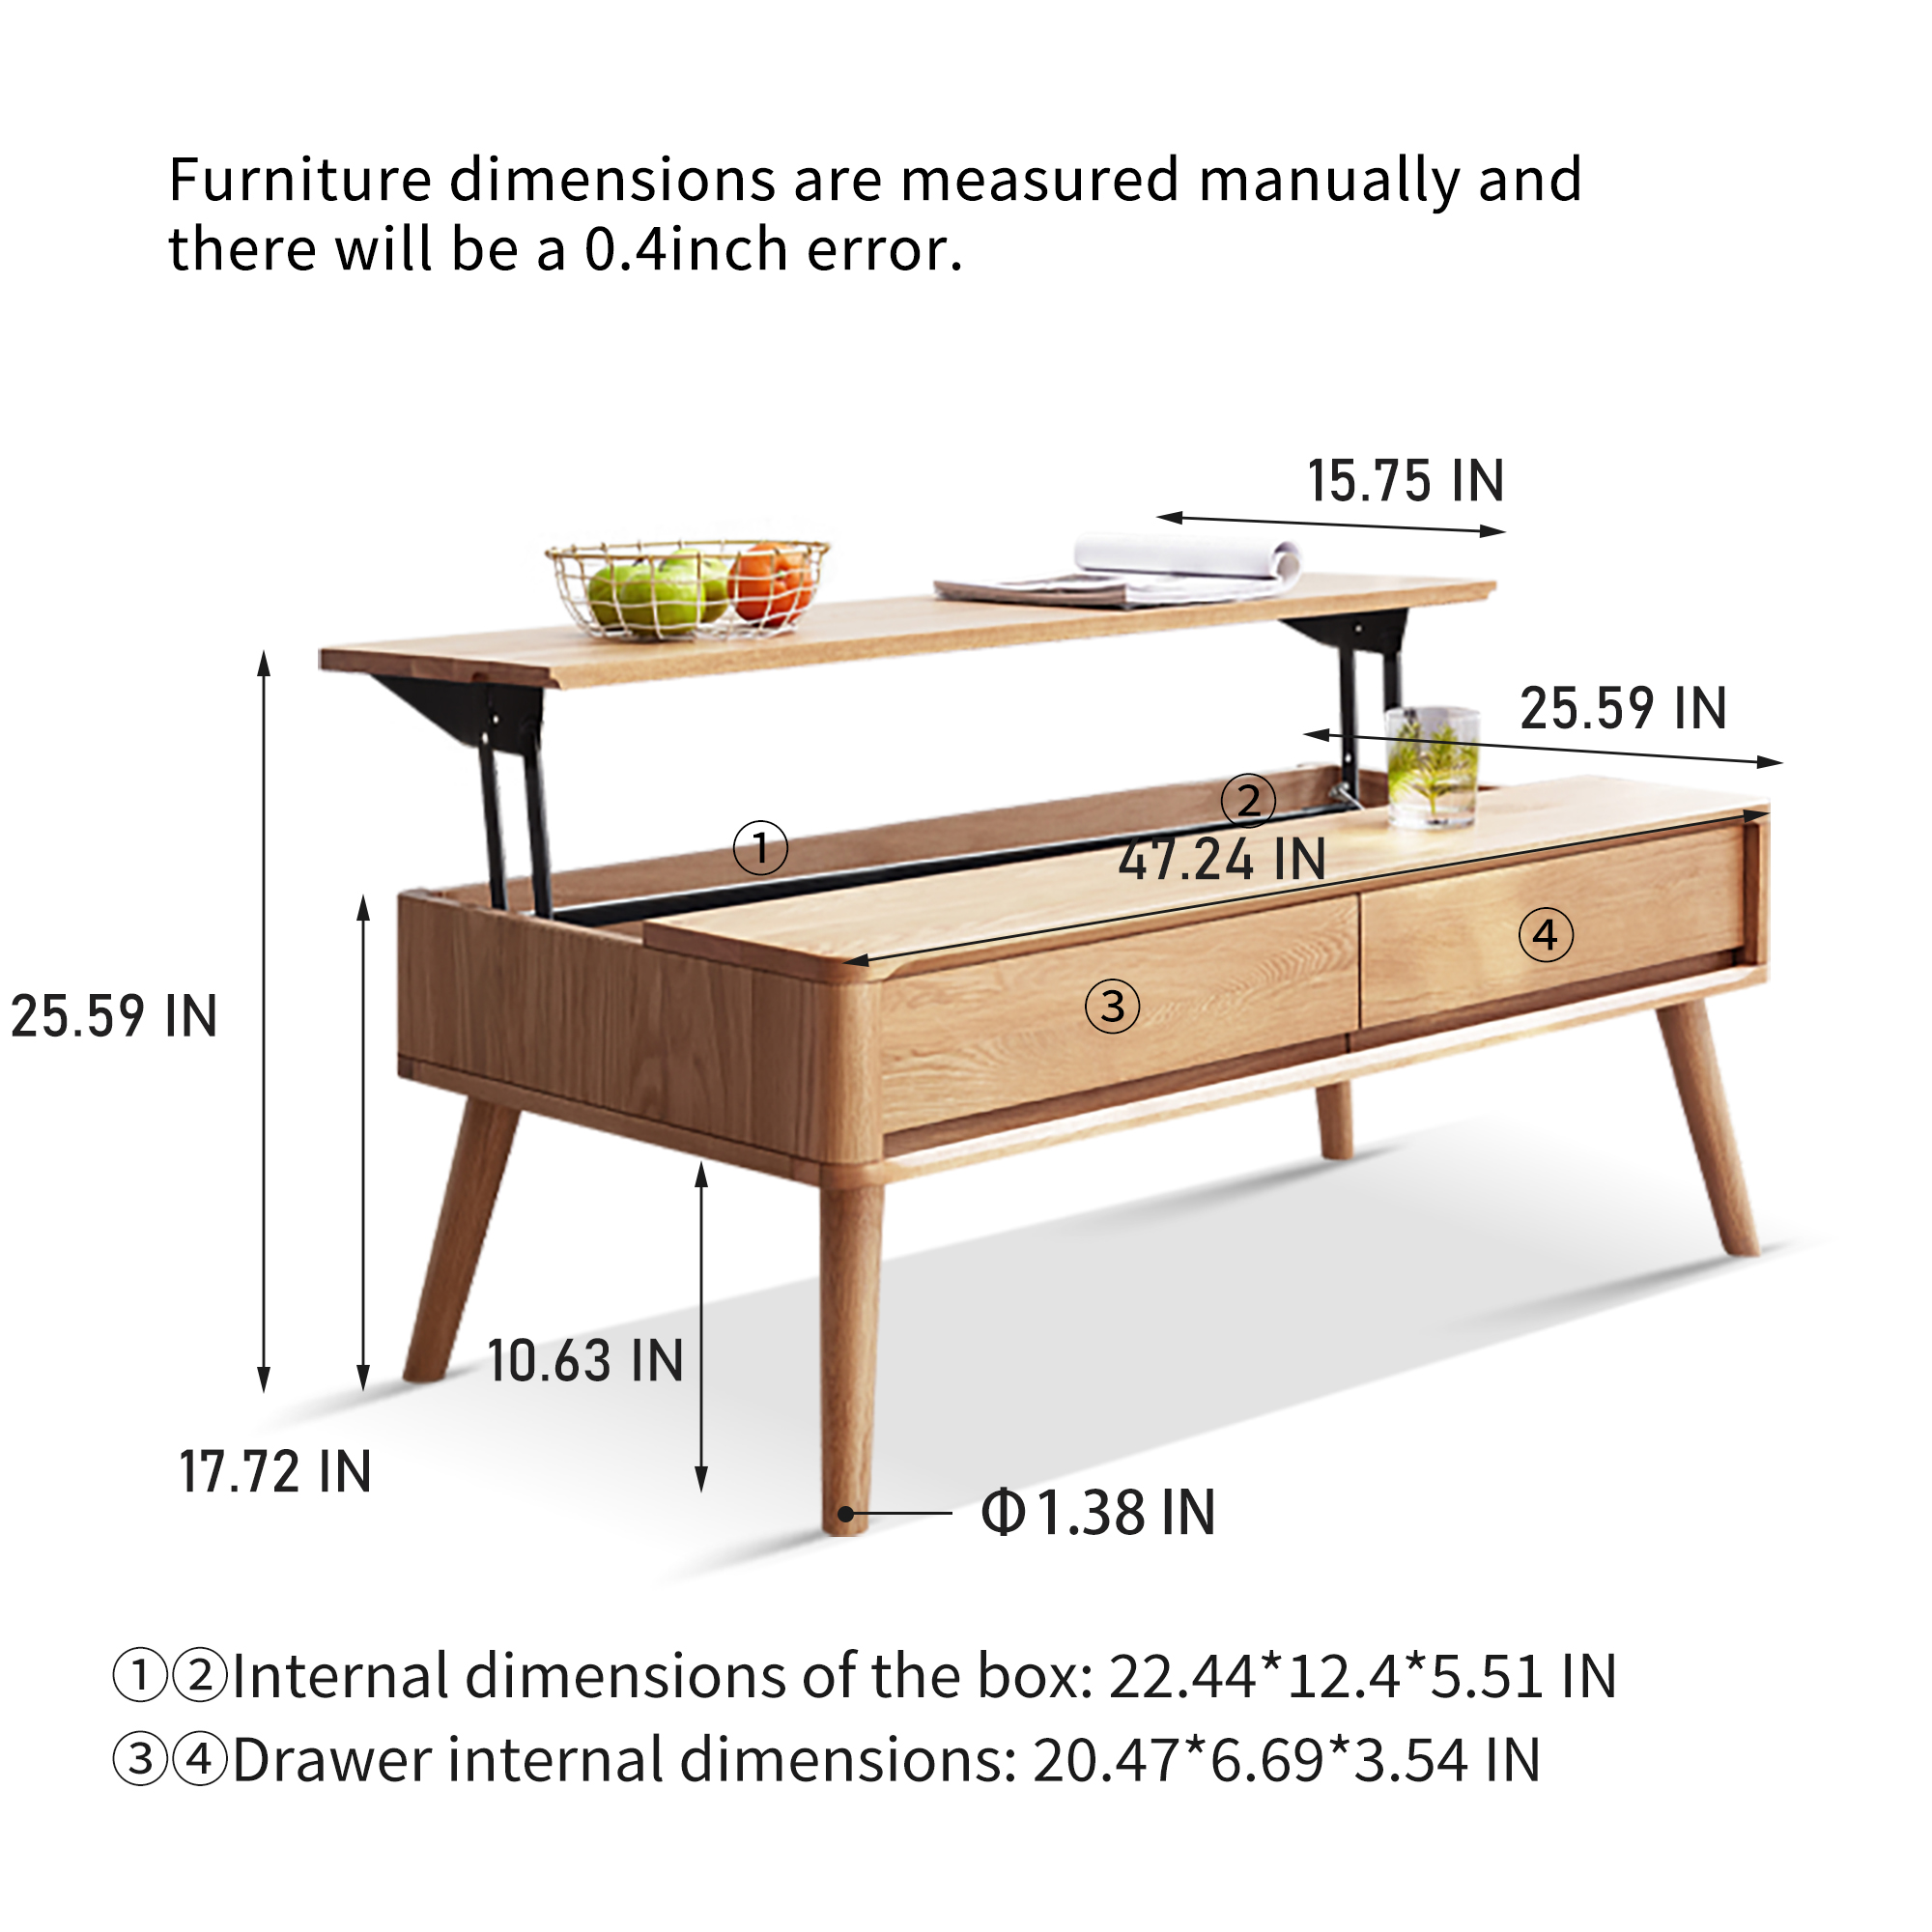 Furniture dimensions are measured manually and
there will be a 0.4inch error.
15.75 IN
25.59 IN
①
②
47.24 IN
③
④
25.59 IN
10.63 IN
17.72 IN
Φ1.38 IN
①②Internal dimensions of the box: 22.44*12.4*5.51 IN
③④Drawer internal dimensions: 20.47*6.69*3.54 IN